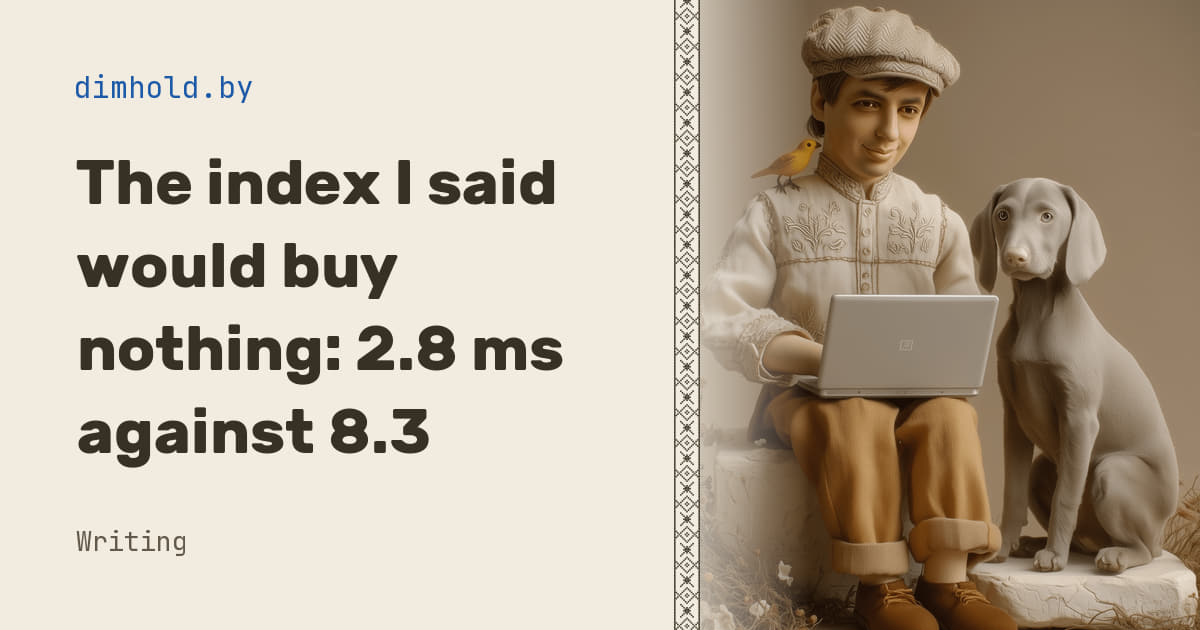 dimhold.by
The index I said
would buy
nothing: 2.8 ms
against 8.3
Writing